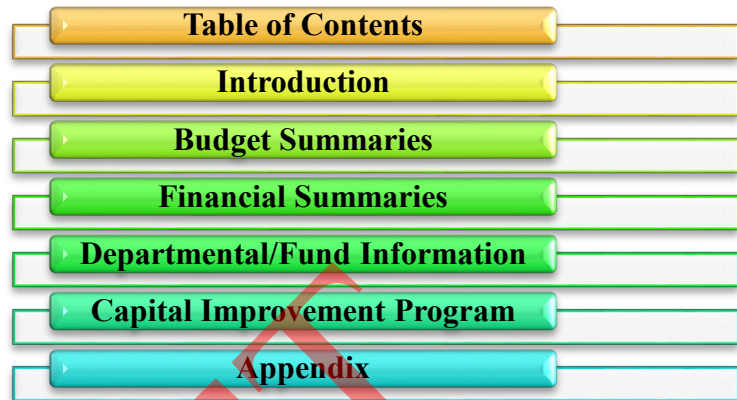 Table of Contents
Introduction
Budget Summaries
Financial Summaries
Departmental/Fund Information
Capital Improvement Program
Appendix